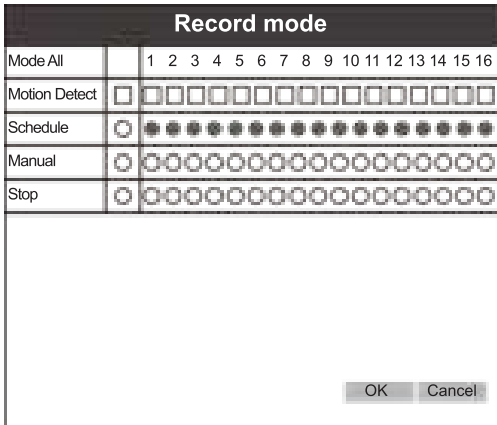 Record mode
Mode All 1 2 3 4 5 6 7 8 9 10 11 12 13 14 15 16
Motion Detect
Schedule
Manual
Stop
OK Cancel